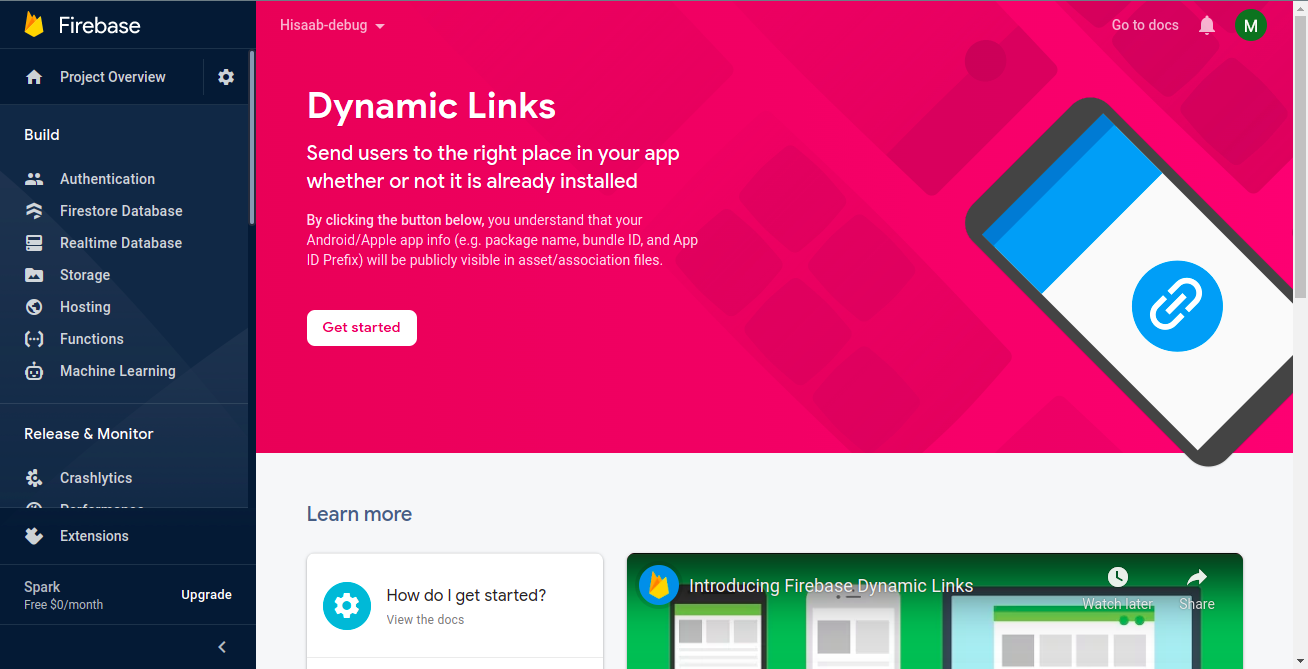 Firebase
Project Overview
Build
Authentication
Firestore Database
Realtime Database
Storage
Hosting
Functions
Machine Learning
Release & Monitor
Crashlytics
Performance
Extensions
Spark
Free $0/month
Upgrade
Hisaab-debug
Go to docs
M
Dynamic Links
Send users to the right place in your app
whether or not it is already installed
By clicking the button below, you understand that your
Android/Apple app info (e.g. package name, bundle ID, and App
ID Prefix) will be publicly visible in asset/association files.
Get started
Learn more
How do I get started?
View the docs
Introducing Firebase Dynamic Links
Watch later
Share